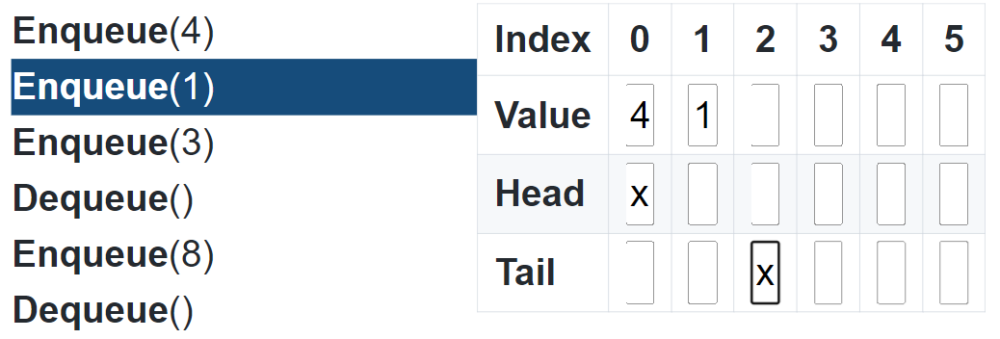 Enqueue(4)
Enqueue(1)
Enqueue(3)
Dequeue()
Enqueue(8)
Dequeue()
Index 0 1 2 3 4 5
Value 4 1
Head x
Tail x